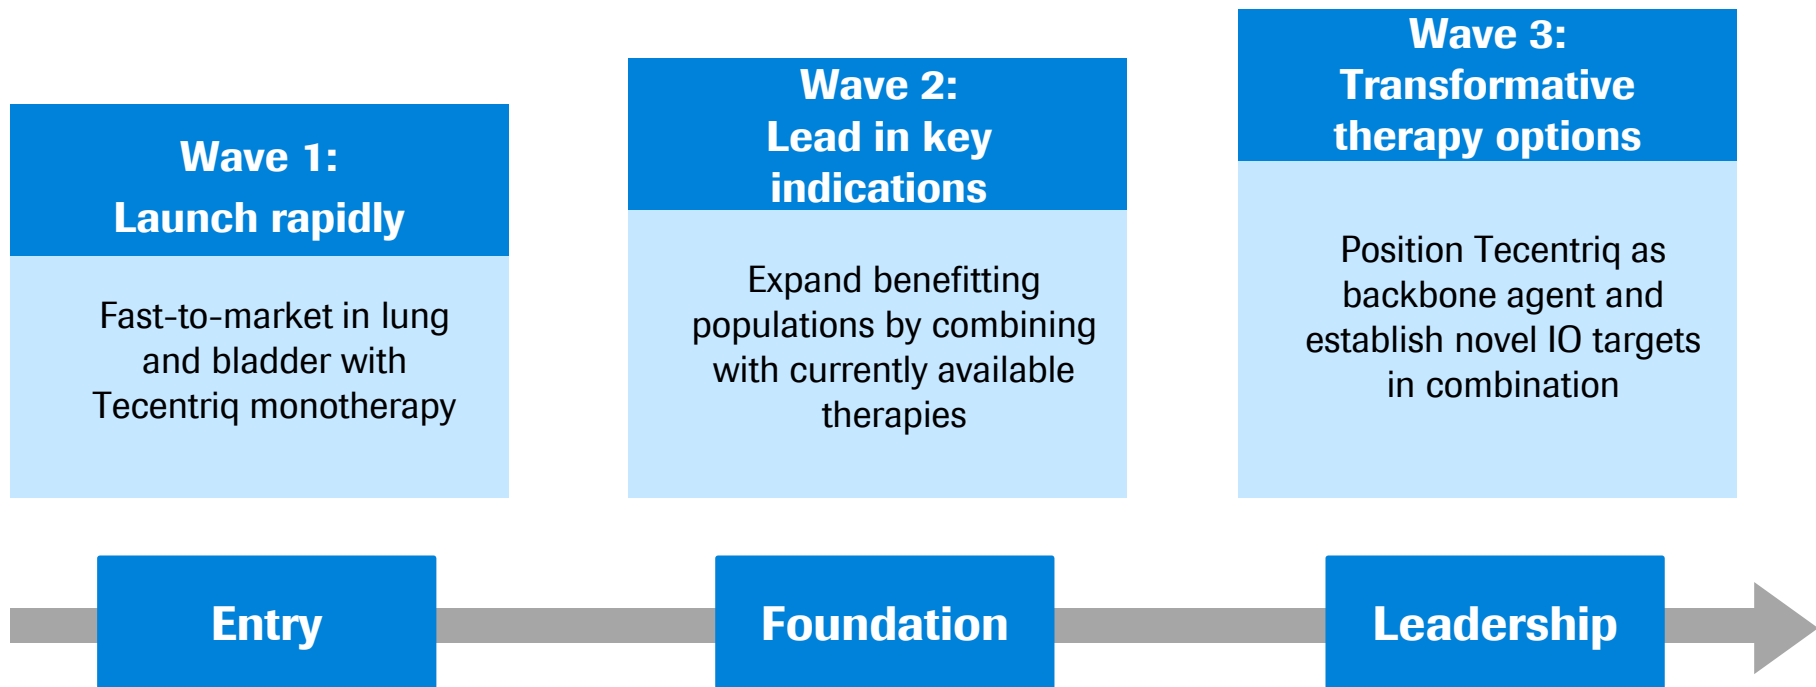 Wave 1:
Launch rapidly
Fast-to-market in lung
and bladder with
Tecentriq monotherapy
Wave 2:
Lead in key
indications
Expand benefitting
populations by combining
with currently available
therapies
Wave 3:
Transformative
therapy options
Position Tecentriq as
backbone agent and
establish novel IO targets
in combination
Entry
Foundation
Leadership